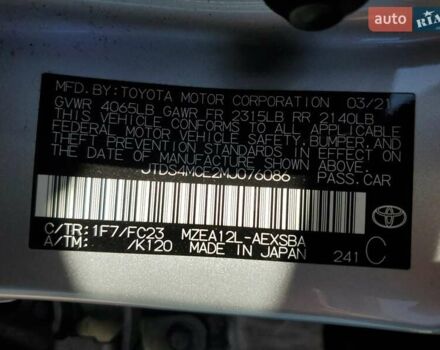 RIA
MFD.BY:TOYOTA MOTOR CORPORATION 03/21
GVWR 4065LB GAWR FR 2315LB RR 2140LB
THIS VEHICLE CONFORMS TO ALL APPLICABLE
FEDERAL MOTOR VEHICLE SAFETY, BUMPER, AND
THEFT PREVENTION STANDARDS IN EFFECT ON
THE DATE OF MANUFACTURE SHOWN ABOVE.
JTDS4MCE2MJ076086 PASS.CAR
C/TR:1F7/FC23 MZEA12L-AEXSBA
A/TM: /K120 MADE IN JAPAN 241 C
TOYOTA